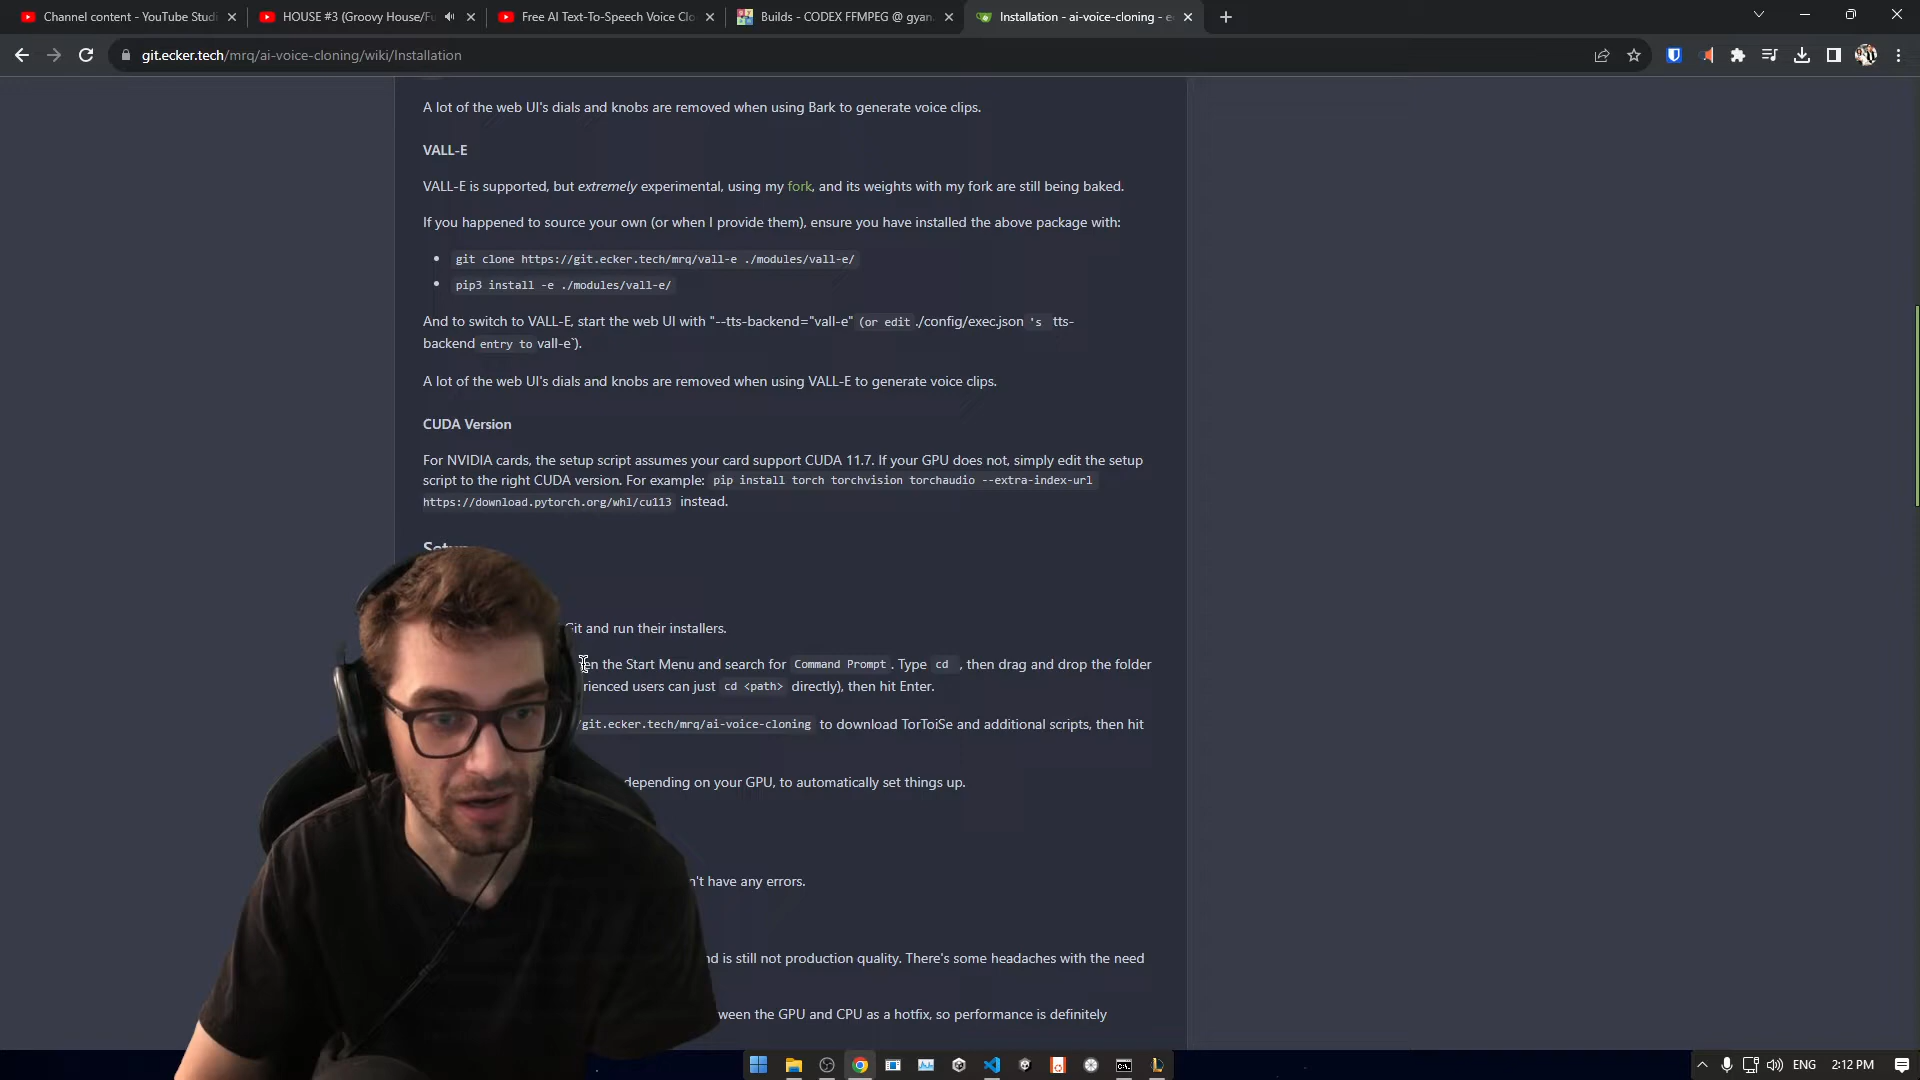 Channel content - YouTube Studi
HOUSE #3 (Groovy House/Fu
Free AI Text-To-Speech Voice Clo
Builds - CODEX FFMPEG @ gyan.
Installation - ai-voice-cloning - e
git.ecker.tech/mrq/ai-voice-cloning/wiki/Installation
A lot of the web UI's dials and knobs are removed when using Bark to generate voice clips.
VALL-E
VALL-E is supported, but extremely experimental, using my fork, and its weights with my fork are still being baked.
If you happened to source your own (or when I provide them), ensure you have installed the above package with:
• git clone https://git.ecker.tech/mrq/vall-e ./modules/vall-e/
• pip3 install -e ./modules/vall-e/
And to switch to VALL-E, start the web UI with "--tts-backend="vall-e" (or edit ./config/exec.json 's tts-
backend entry to vall-e`).
A lot of the web UI's dials and knobs are removed when using VALL-E to generate voice clips.
CUDA Version
For NVIDIA cards, the setup script assumes your card support CUDA 11.7. If your GPU does not, simply edit the setup
script to the right CUDA version. For example: pip install torch torchvision torchaudio --extra-index-url
https://download.pytorch.org/whl/cu113 instead.
Git and run their installers.
en the Start Menu and search for Command Prompt. Type cd , then drag and drop the folder
rienced users can just cd <path> directly), then hit Enter.
git.ecker.tech/mrq/ai-voice-cloning to download TorToiSe and additional scripts, then hit
depending on your GPU, to automatically set things up.
n't have any errors.
nd is still not production quality. There's some headaches with the need
ween the GPU and CPU as a hotfix, so performance is definitely
ENG
2:12 PM